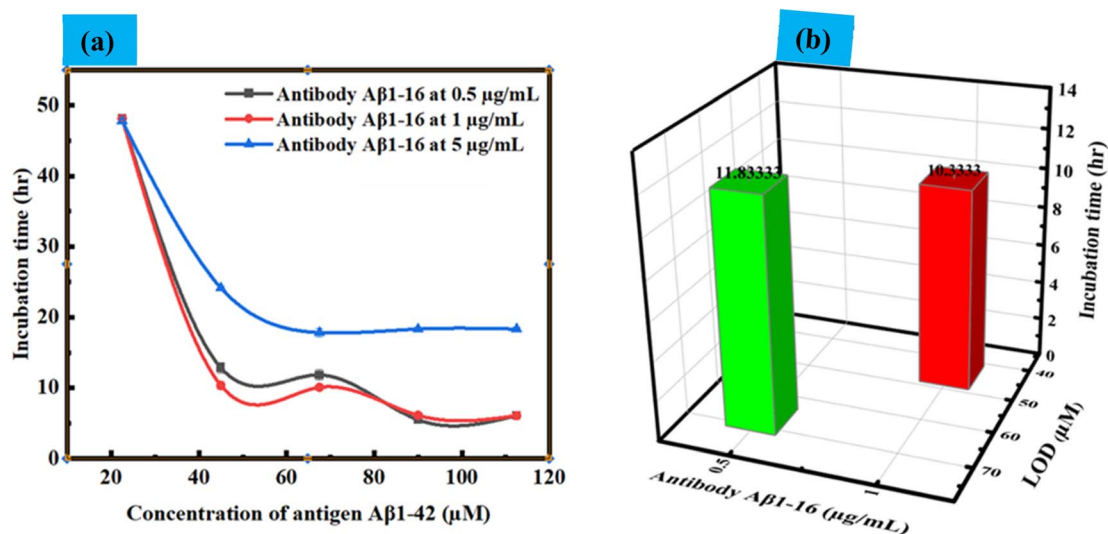 (a)
50
40
30
20
10
0
Incubation time (hr)
Antibody Aβ1-16 at 0.5 µg/mL
Antibody Aβ1-16 at 1 µg/mL
Antibody Aβ1-16 at 5 µg/mL
20 40 60 80 100 120
Concentration of antigen Aβ1-42 (µM)
(b)
11.83333
10.3333
14
12
10
8
6
4
2
0
Incubation time (hr)
40
50
60
70
LOD (µM)
0.5
1
Antibody Aβ1-16 (µg/mL)